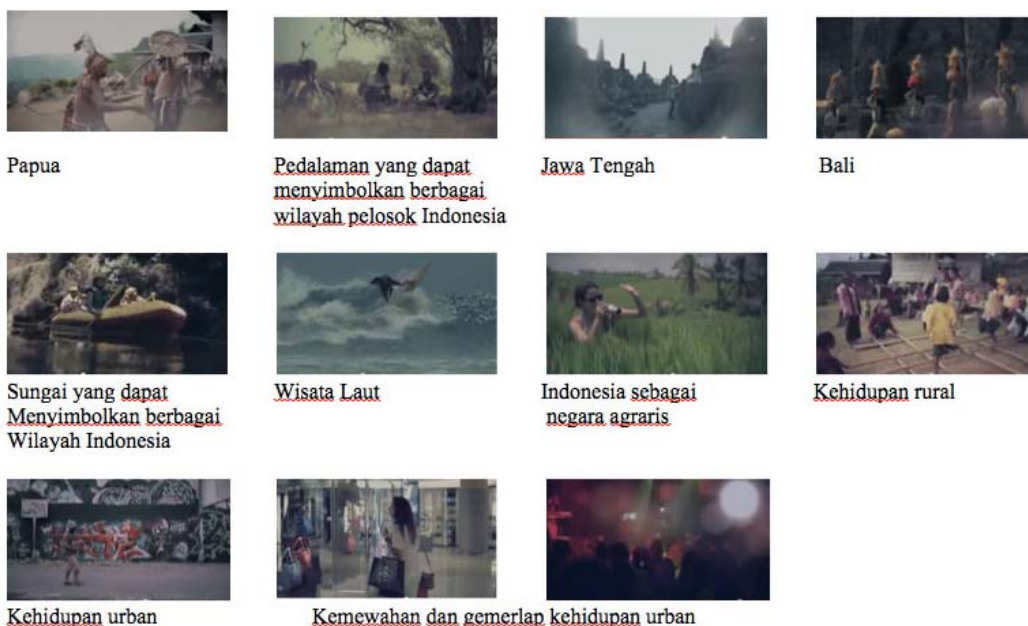 Papua
Pedalaman yang dapat
menyimbolkan berbagai
wilayah pelosok Indonesia
Jawa Tengah
Bali
Sungai yang dapat
Menyimbolkan berbagai
Wilayah Indonesia
Wisata Laut
Indonesia sebagai
negara agraris
Kehidupan rural
Kehidupan urban
Kemewahan dan gemerlap kehidupan urban